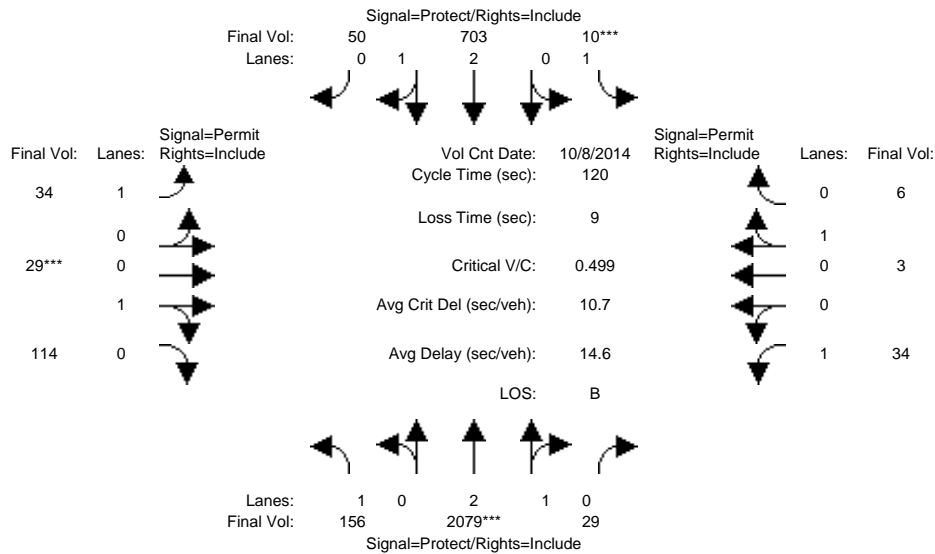 Signal=Protect/Rights=Include
Final Vol: 50 703 10***
Lanes: 0 1 2 0 1
Signal=Permit Signal=Permit
Final Vol: Lanes: Rights=Include Vol Cnt Date: 10/8/2014 Rights=Include Lanes: Final Vol:
Cycle Time (sec): 120
34 1 0 6
Loss Time (sec): 9
0 1
29*** 0 Critical V/C: 0.499 0 3
1 Avg Crit Del (sec/veh): 10.7 0
114 0 Avg Delay (sec/veh): 14.6 1 34
LOS: B
Lanes: 1 0 2 1 0
Final Vol: 156 2079*** 29
Signal=Protect/Rights=Include